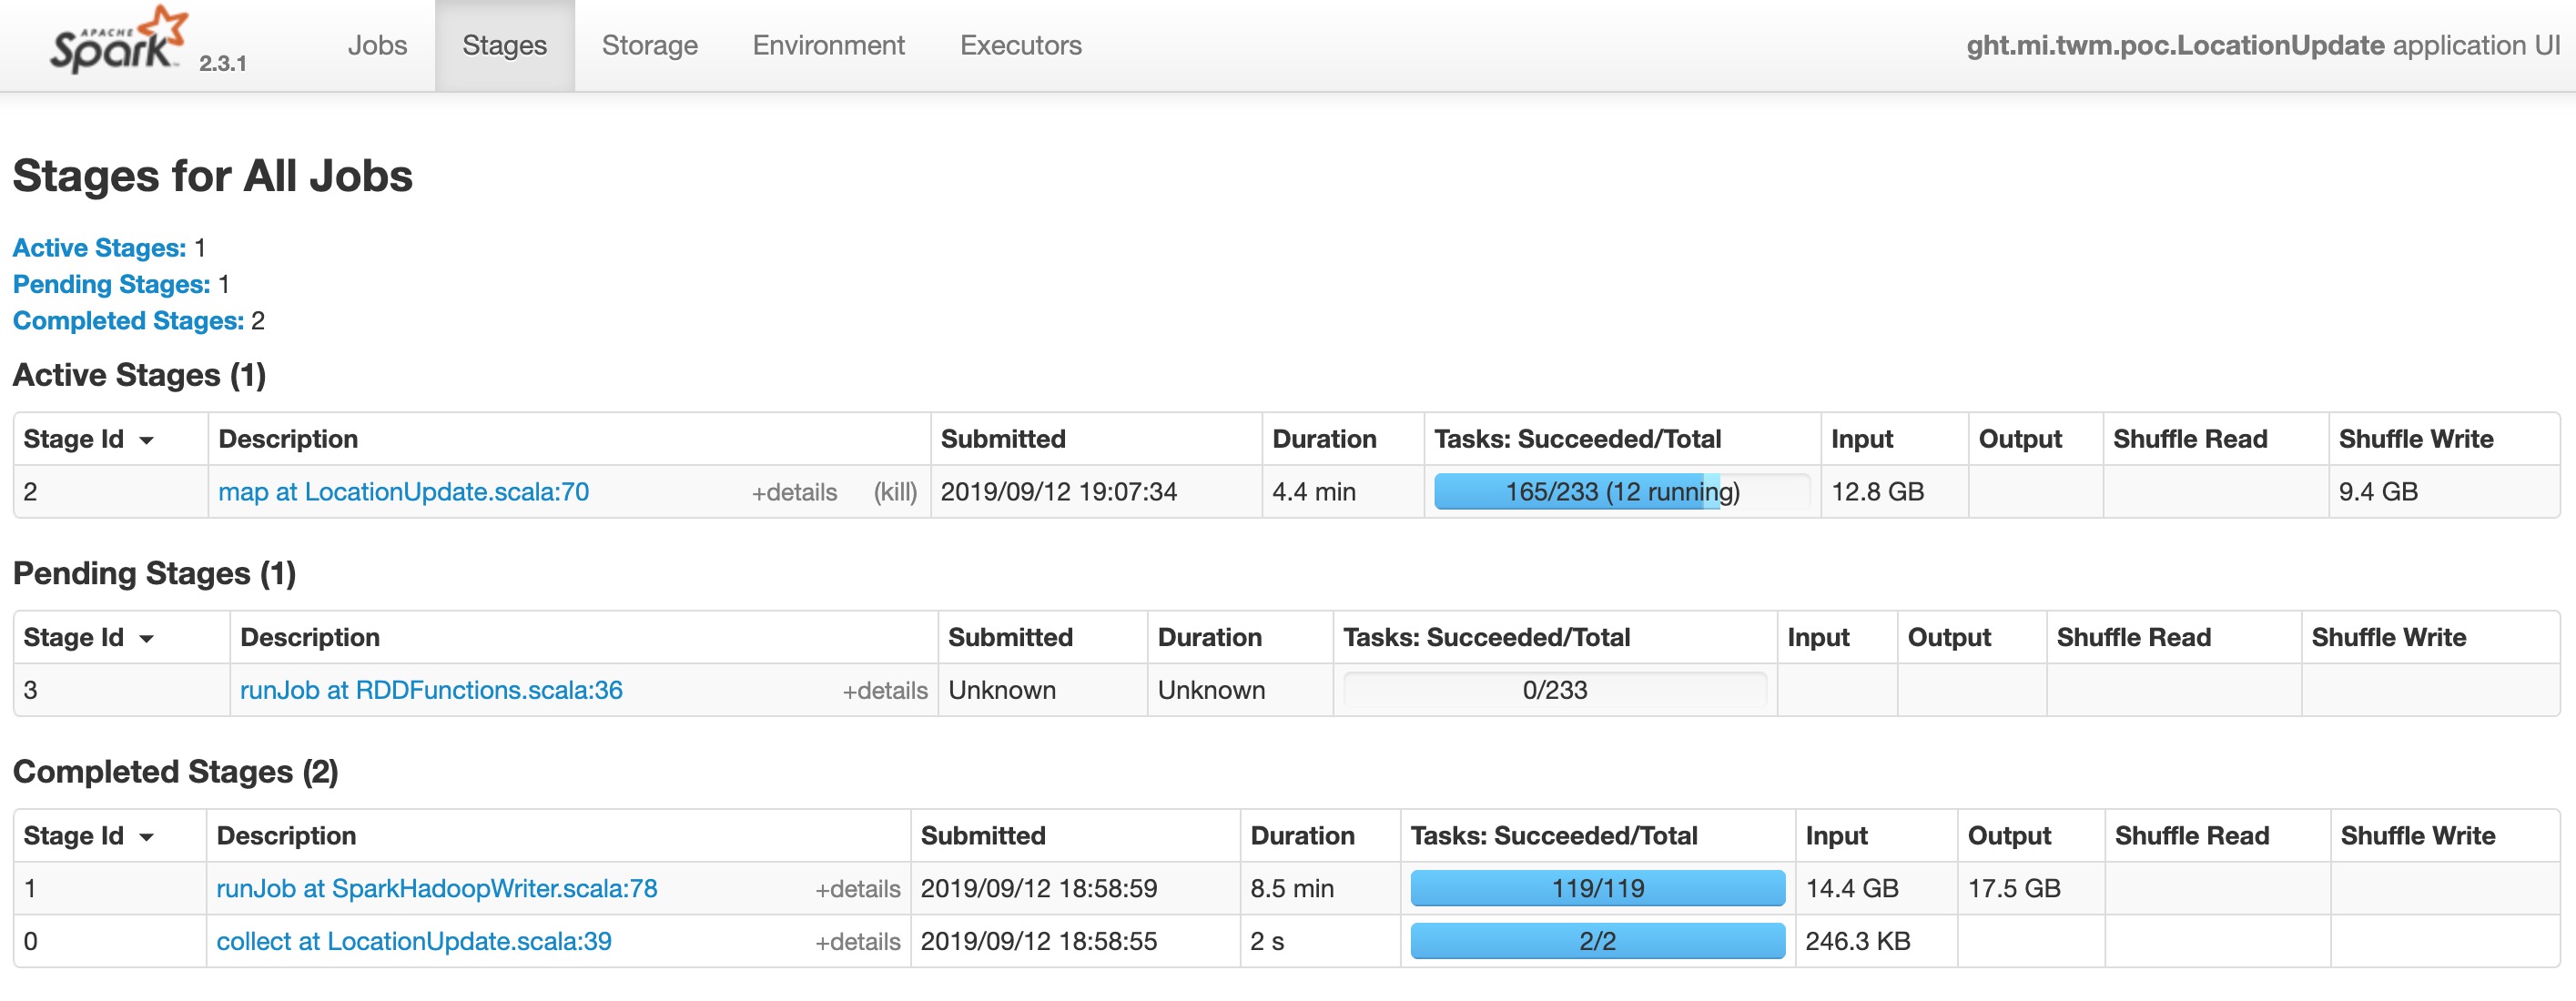 APACHE Spark 2.3.1 Jobs Stages Storage Environment Executors ght.mi.twm.poc.LocationUpdate application UI
Stages for All Jobs
Active Stages: 1
Pending Stages: 1
Completed Stages: 2
Active Stages (1)
Stage Id Description Submitted Duration Tasks: Succeeded/Total Input Output Shuffle Read Shuffle Write
2 map at LocationUpdate.scala:70 +details (kill) 2019/09/12 19:07:34 4.4 min 165/233 (12 running) 12.8 GB 9.4 GB
Pending Stages (1)
Stage Id Description Submitted Duration Tasks: Succeeded/Total Input Output Shuffle Read Shuffle Write
3 runJob at RDDFunctions.scala:36 +details Unknown Unknown 0/233
Completed Stages (2)
Stage Id Description Submitted Duration Tasks: Succeeded/Total Input Output Shuffle Read Shuffle Write
1 runJob at SparkHadoopWriter.scala:78 +details 2019/09/12 18:58:59 8.5 min 119/119 14.4 GB 17.5 GB
0 collect at LocationUpdate.scala:39 +details 2019/09/12 18:58:55 2 s 2/2 246.3 KB